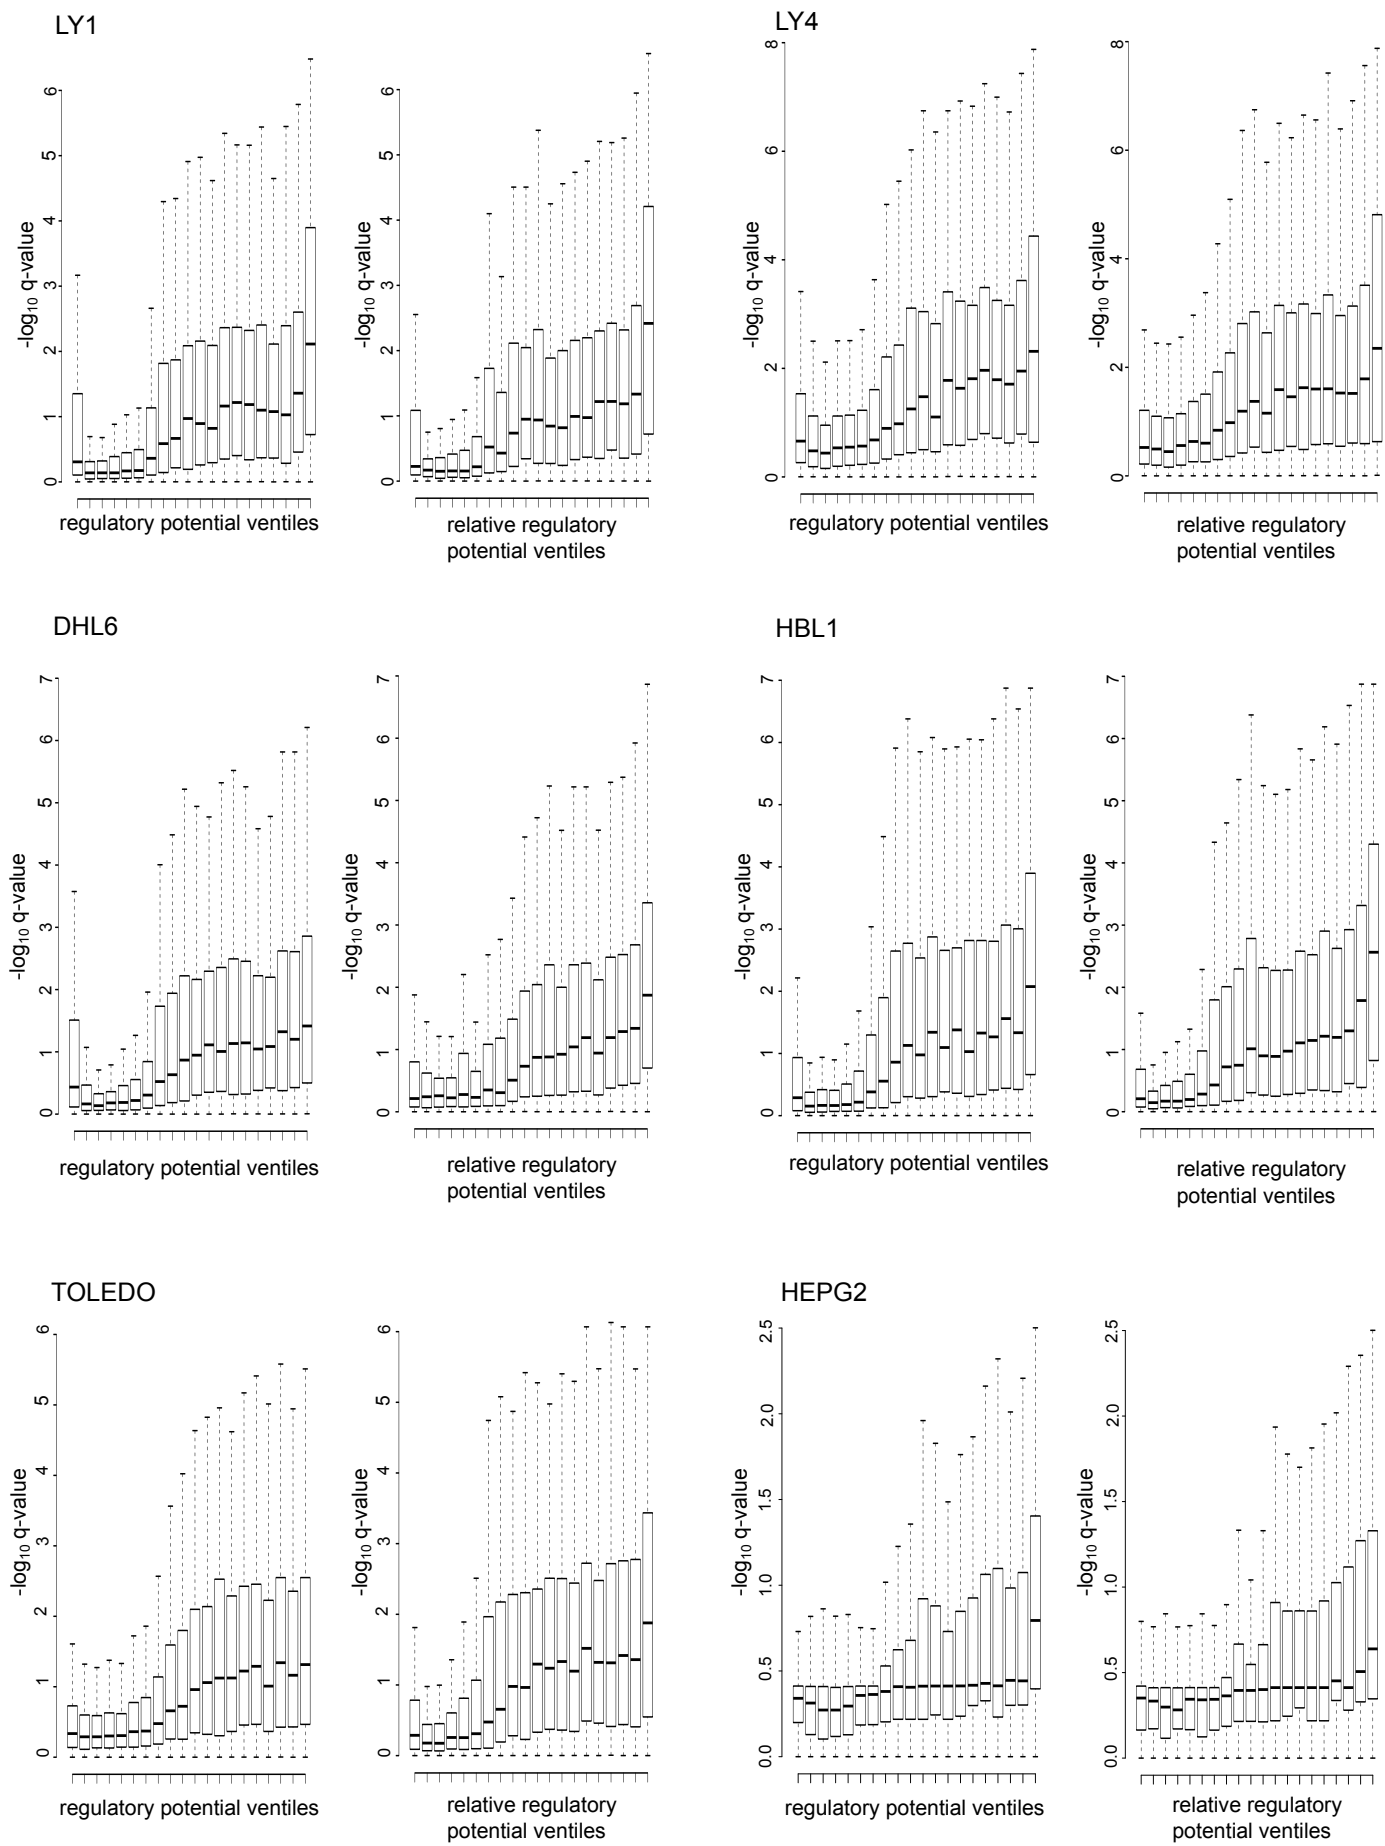 LY1
LY4
-log10 q-value
0 1 2 3 4 5 6
regulatory potential ventiles
-log10 q-value
0 1 2 3 4 5 6
relative regulatory
potential ventiles
-log10 q-value
0 2 4 6 8
regulatory potential ventiles
-log10 q-value
0 2 4 6 8
relative regulatory
potential ventiles
DHL6
HBL1
-log10 q-value
0 1 2 3 4 5 6 7
regulatory potential ventiles
-log10 q-value
0 1 2 3 4 5 6 7
relative regulatory
potential ventiles
-log10 q-value
0 1 2 3 4 5 6 7
regulatory potential ventiles
-log10 q-value
0 1 2 3 4 5 6 7
relative regulatory
potential ventiles
TOLEDO
HEPG2
-log10 q-value
0 1 2 3 4 5 6
regulatory potential ventiles
-log10 q-value
0 1 2 3 4 5 6
relative regulatory
potential ventiles
-log10 q-value
0.0 0.5 1.0 1.5 2.0 2.5
regulatory potential ventiles
-log10 q-value
0.0 0.5 1.0 1.5 2.0 2.5
relative regulatory
potential ventiles